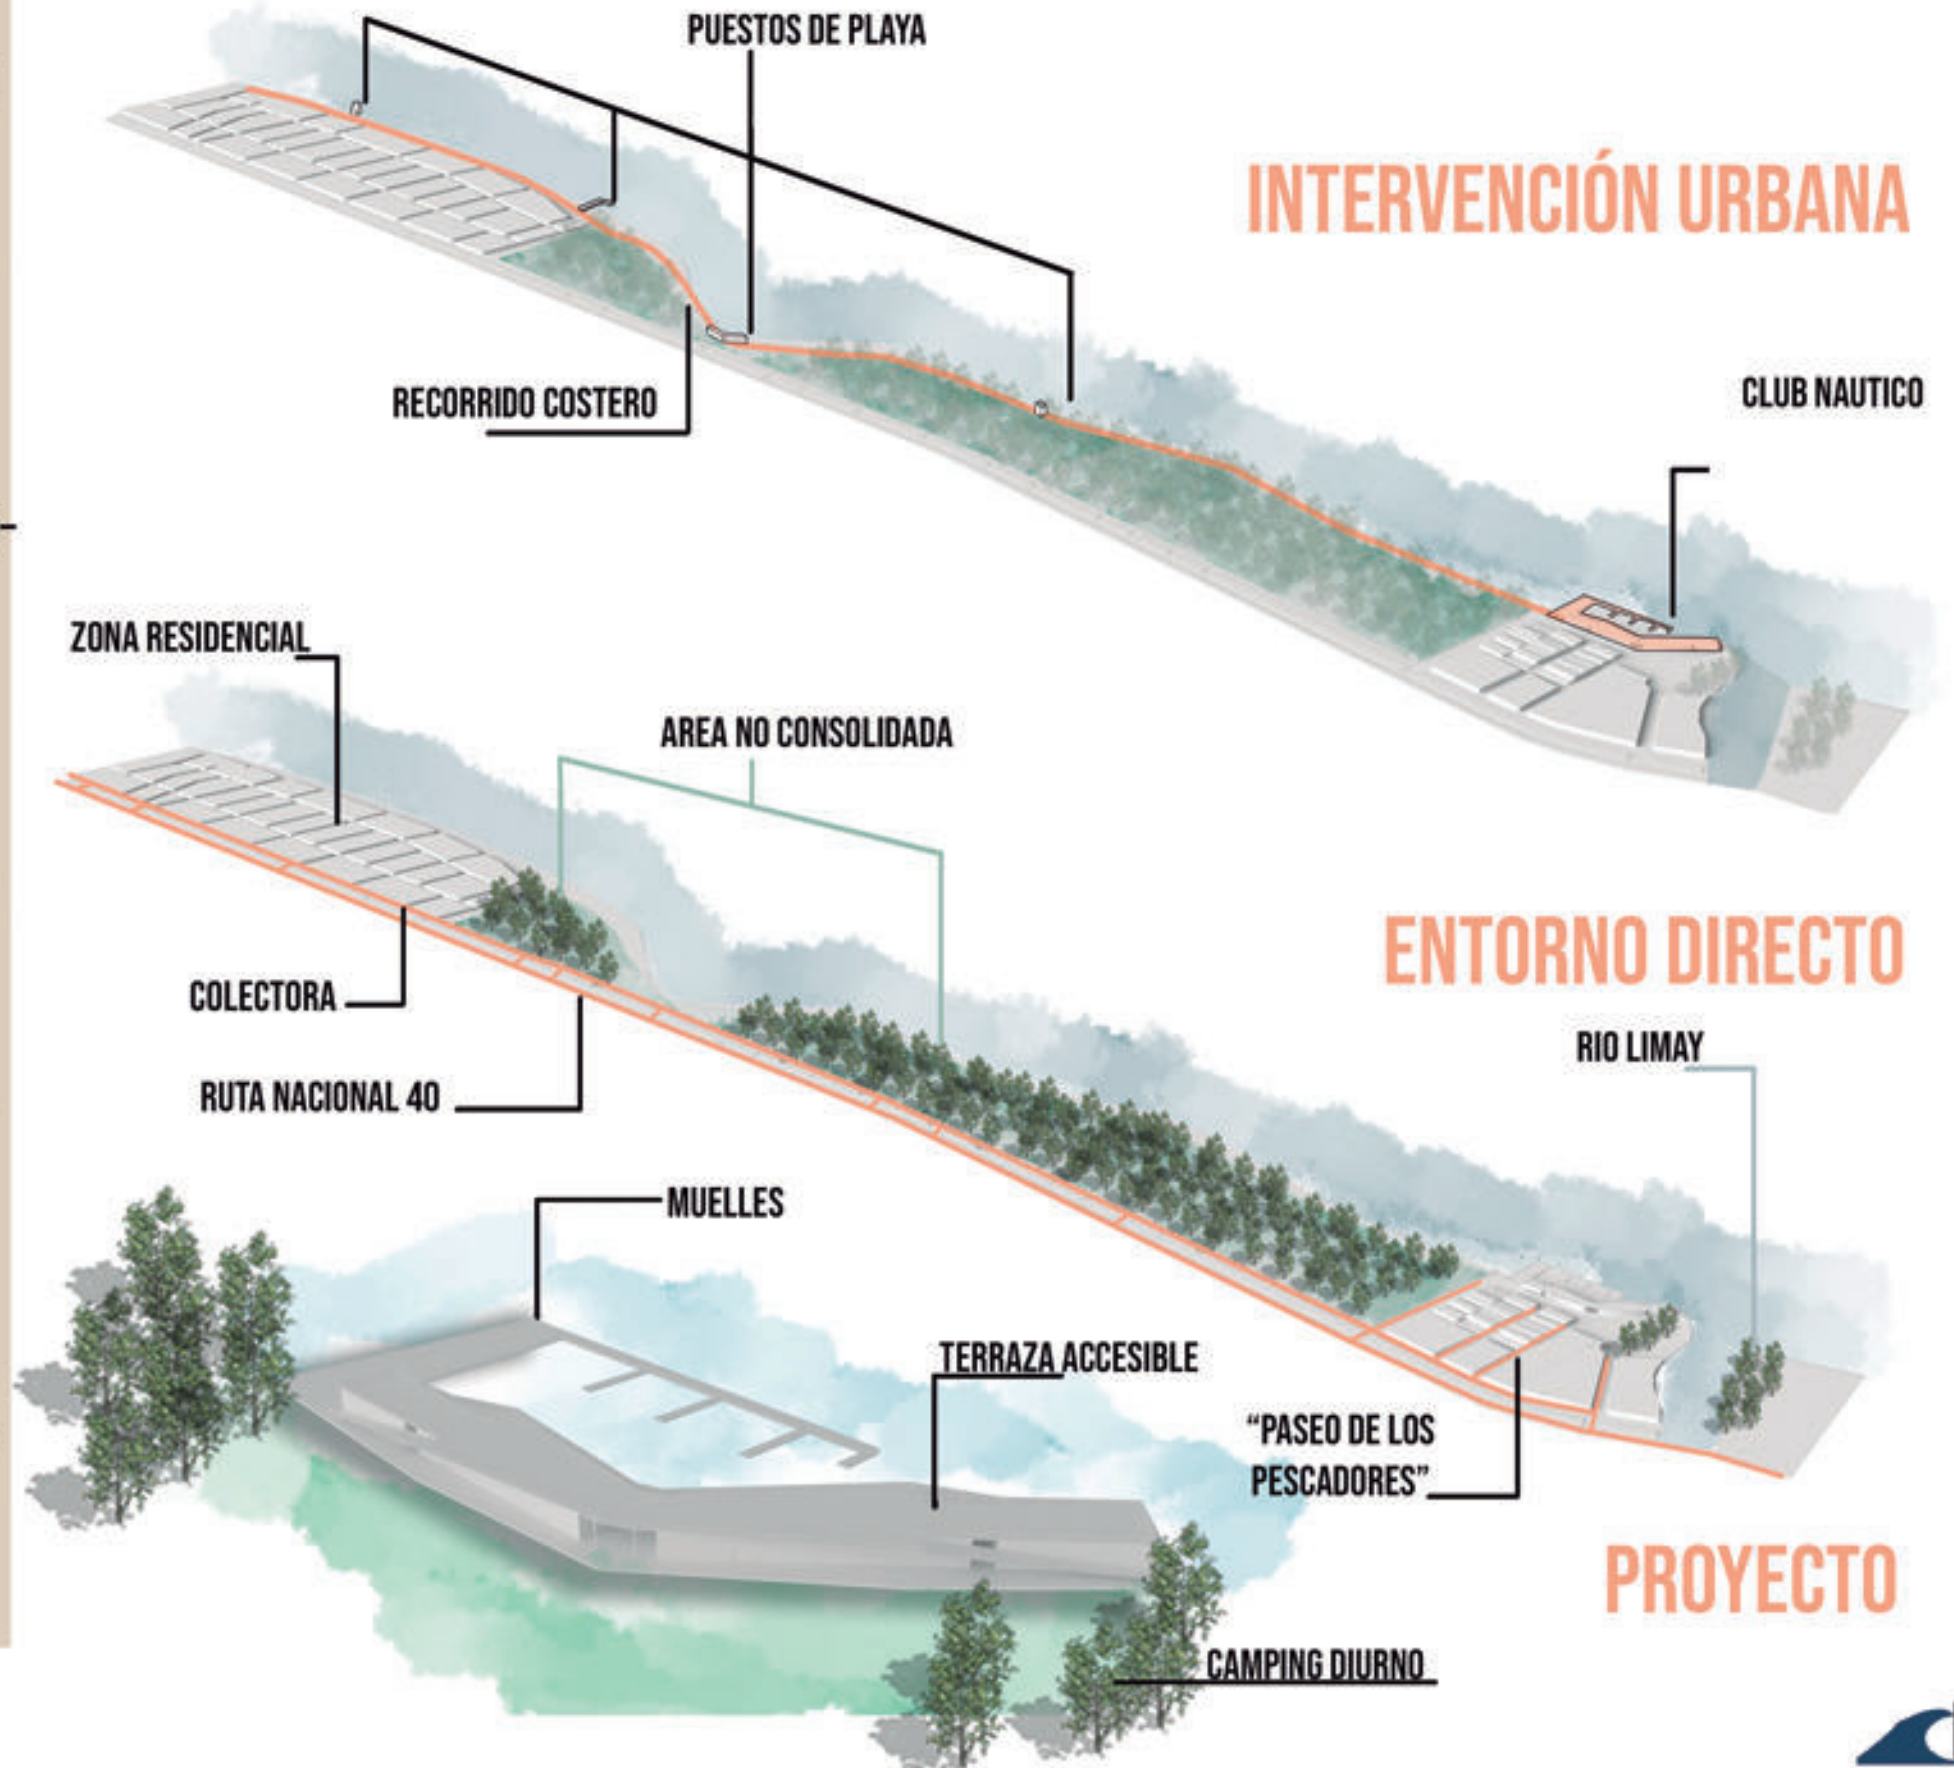 PUESTOS DE PLAYA
INTERVENCIÓN URBANA
RECORRIDO COSTERO
CLUB NAUTICO
ZONA RESIDENCIAL
AREA NO CONSOLIDADA
ENTORNO DIRECTO
COLECTORA
RIO LIMAY
RUTA NACIONAL 40
MUELLES
TERRAZA ACCESIBLE
“PASEO DE LOS
PESCADORES”
PROYECTO
CAMPING DIURNO